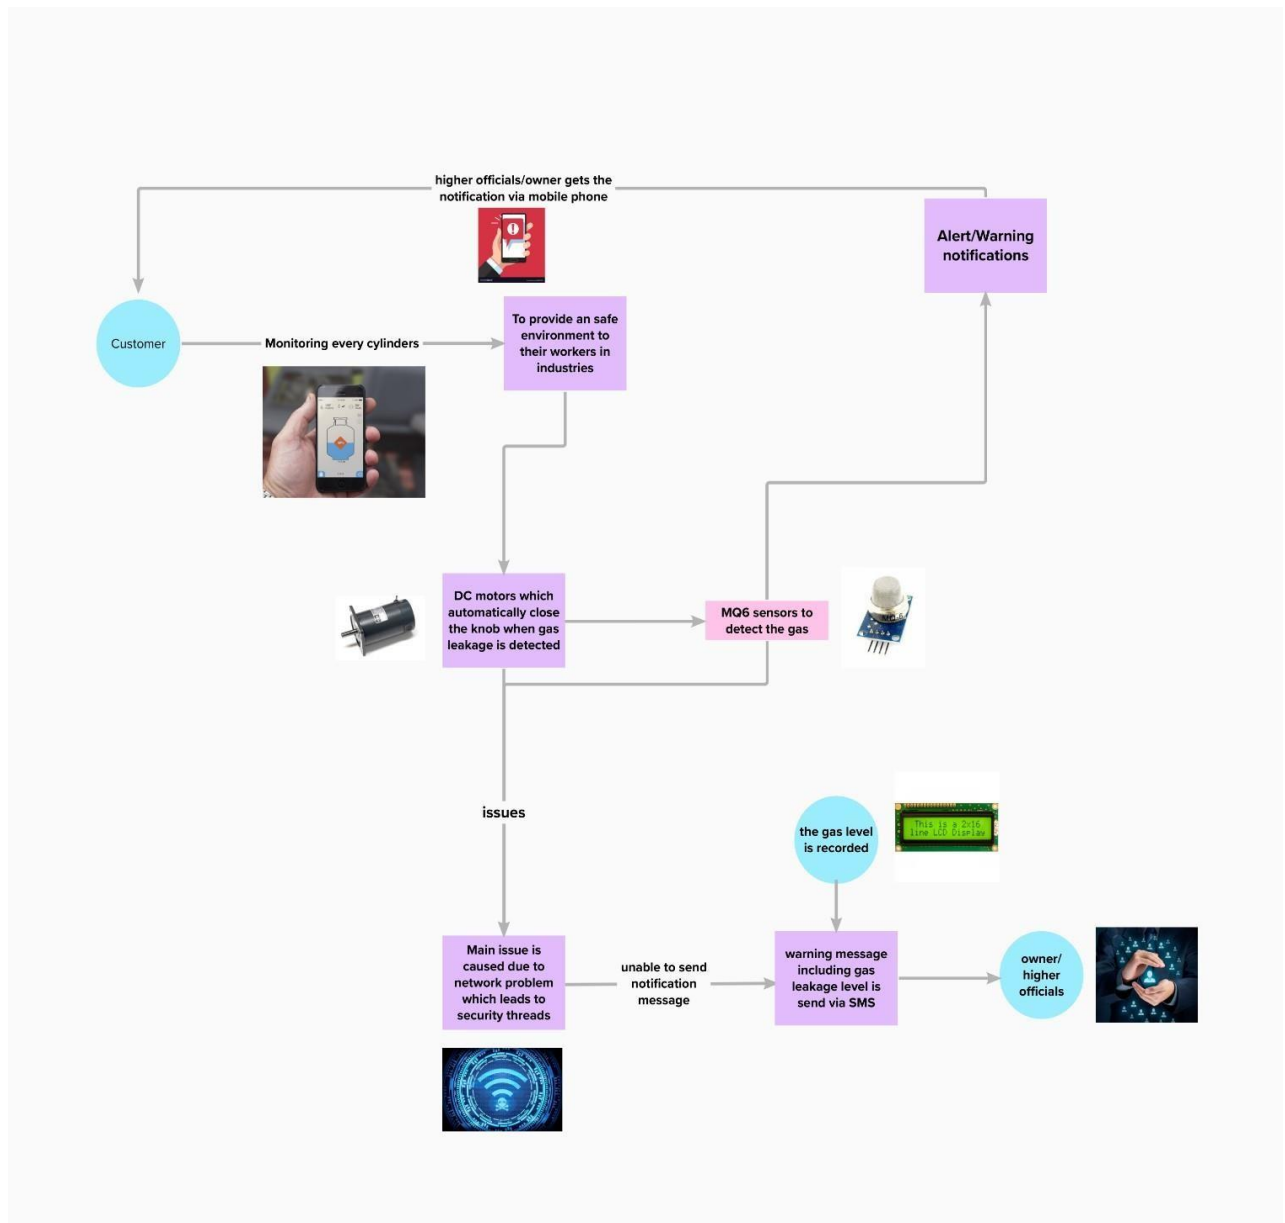 higher officials/owner gets the
notification via mobile phone
Alert/Warning
notifications
Customer
Monitoring every cylinders
To provide an safe
environment to
their workers in
industries
DC motors which
automatically close
the knob when gas
leakage is detected
MQ6 sensors to
detect the gas
issues
the gas level
is recorded
This is a 2x16
line LCD Display
Main issue is
caused due to
network problem
which leads to
security threads
unable to send
notification
message
warning message
including gas
leakage level is
send via SMS
owner/
higher
officials